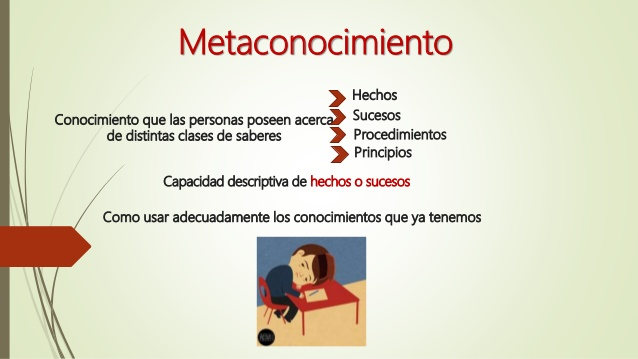 Metaconocimiento
Conocimiento que las personas poseen acerca
de distintas clases de saberes
Hechos
Sucesos
Procedimientos
Principios
Capacidad descriptiva de hechos o sucesos
Como usar adecuadamente los conocimientos que ya tenemos